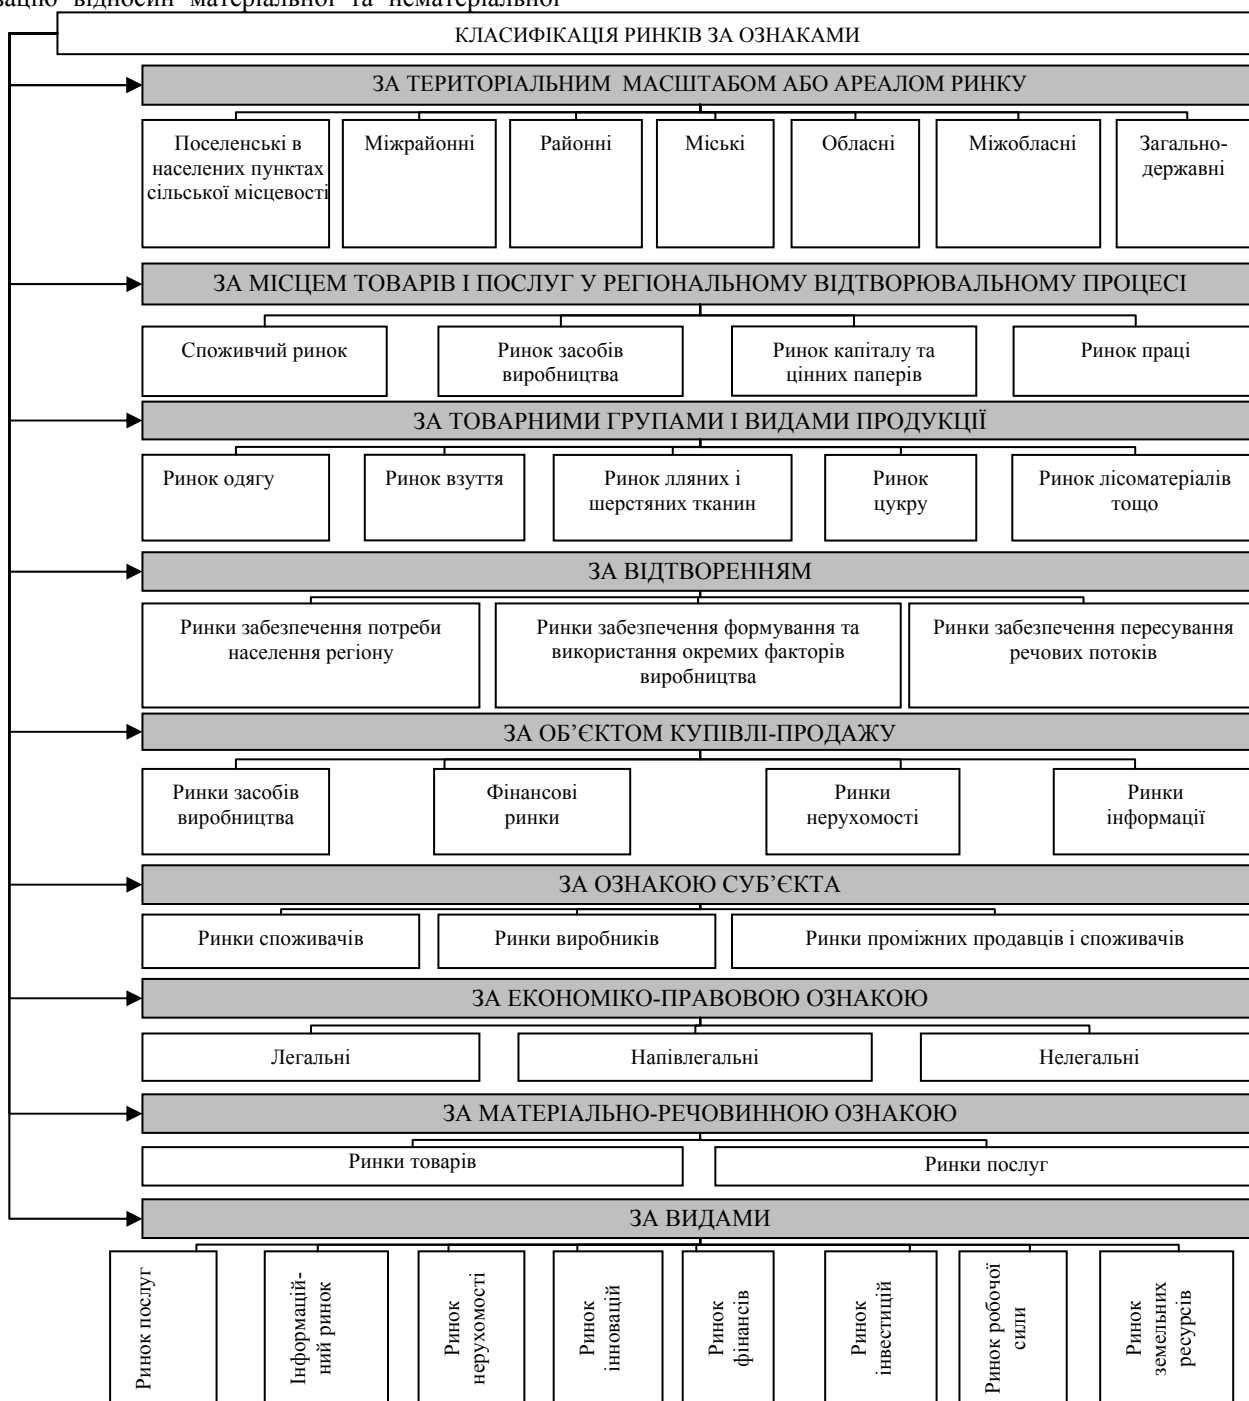 відносин матеріальної та нематеріальної
КЛАСИФІКАЦІЯ РИНКІВ ЗА ОЗНАКАМИ
ЗА ТЕРИТОРІАЛЬНИМ МАСШТАБОМ АБО АРЕАЛОМ РИНКУ
Поселенські в
населених пунктах
сільської місцевості
Міжрайонні
Районні
Міські
Обласні
Міжобласні
Загально-
державні
ЗА МІСЦЕМ ТОВАРІВ І ПОСЛУГ У РЕГІОНАЛЬНОМУ ВІДТВОРЮВАЛЬНОМУ ПРОЦЕСІ
Споживчий ринок
Ринок засобів
виробництва
Ринок капіталу та
цінних паперів
Ринок праці
ЗА ТОВАРНИМИ ГРУПАМИ І ВИДАМИ ПРОДУКЦІЇ
Ринок одягу
Ринок взуття
Ринок лляних і
шерстяних тканин
Ринок
цукру
Ринок лісоматеріалів
тощо
ЗА ВІДТВОРЕННЯМ
Ринки забезпечення потреби
населення регіону
Ринки забезпечення формування та
використання окремих факторів
виробництва
Ринки забезпечення пересування
речових потоків
ЗА ОБ’ЄКТОМ КУПІВЛІ-ПРОДАЖУ
Ринки засобів
виробництва
Фінансові
ринки
Ринки
нерухомості
Ринки
інформації
ЗА ОЗНАКОЮ СУБ’ЄКТА
Ринки споживачів
Ринки виробників
Ринки проміжних продавців і споживачів
ЗА ЕКОНОМІКО-ПРАВОВОЮ ОЗНАКОЮ
Легальні
Напівлегальні
Нелегальні
ЗА МАТЕРІАЛЬНО-РЕЧОВИННОЮ ОЗНАКОЮ
Ринки товарів
Ринки послуг
ЗА ВИДАМИ
Ринок послуг
Інформацій-
ний ринок
Ринок
нерухомості
Ринок
інновацій
Ринок
фінансів
Ринок
інвестицій
Ринок робочої
сили
Ринок
земельних
ресурсів